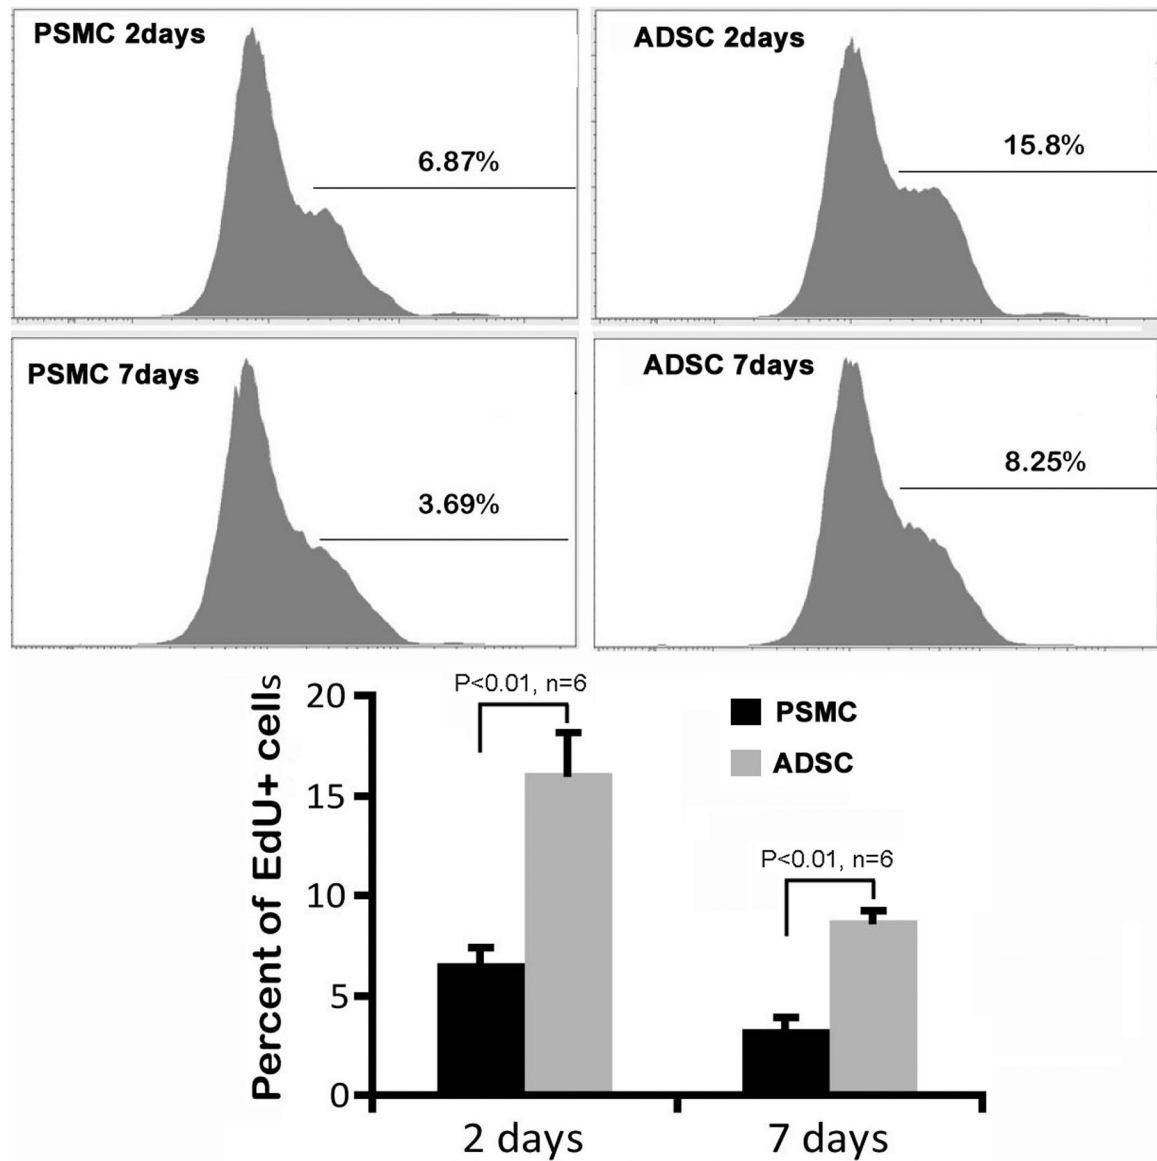 PSMC 2days
6.87%
ADSC 2days
15.8%
PSMC 7days
3.69%
ADSC 7days
8.25%
Percent of EdU+ cells
20
15
10
5
0
P<0.01, n=6
P<0.01, n=6
PSMC
ADSC
2 days
7 days